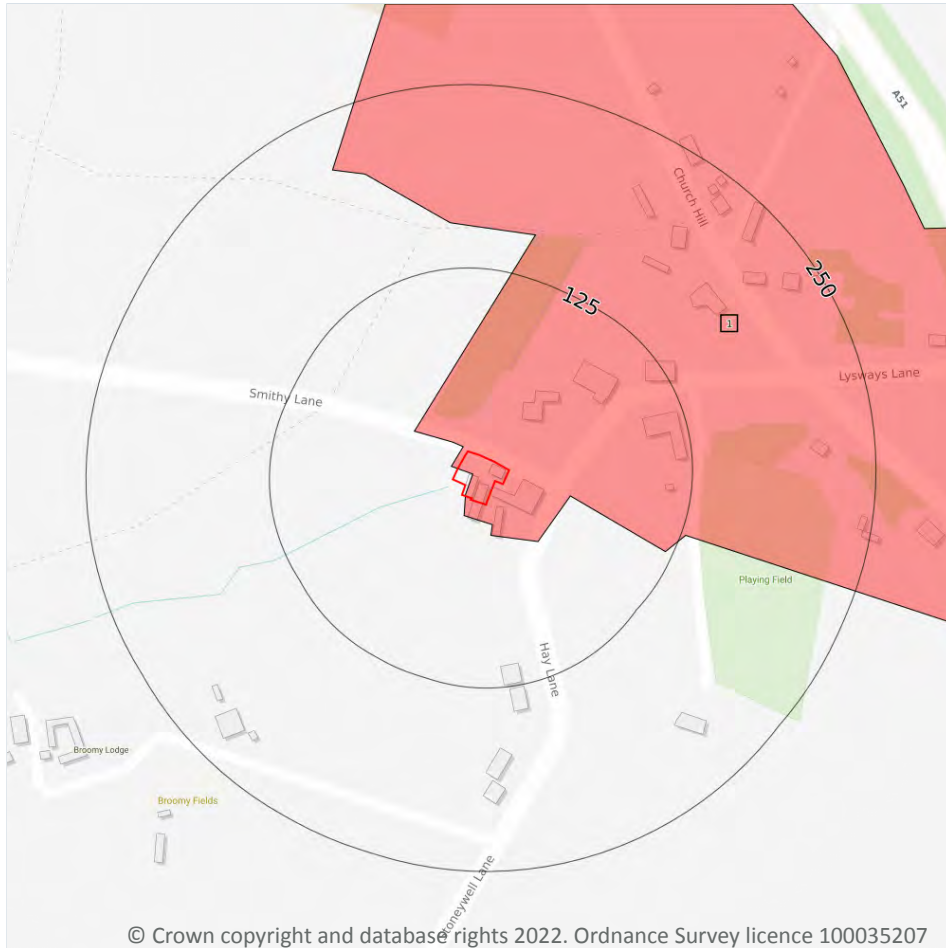 A51
Church Hill
250
125
1
Lysways Lane
Smithy Lane
Playing Field
Hay Lane
Broomy Lodge
Broomy Fields
Stoneywell Lane
© Crown copyright and database rights 2022. Ordnance Survey licence 100035207